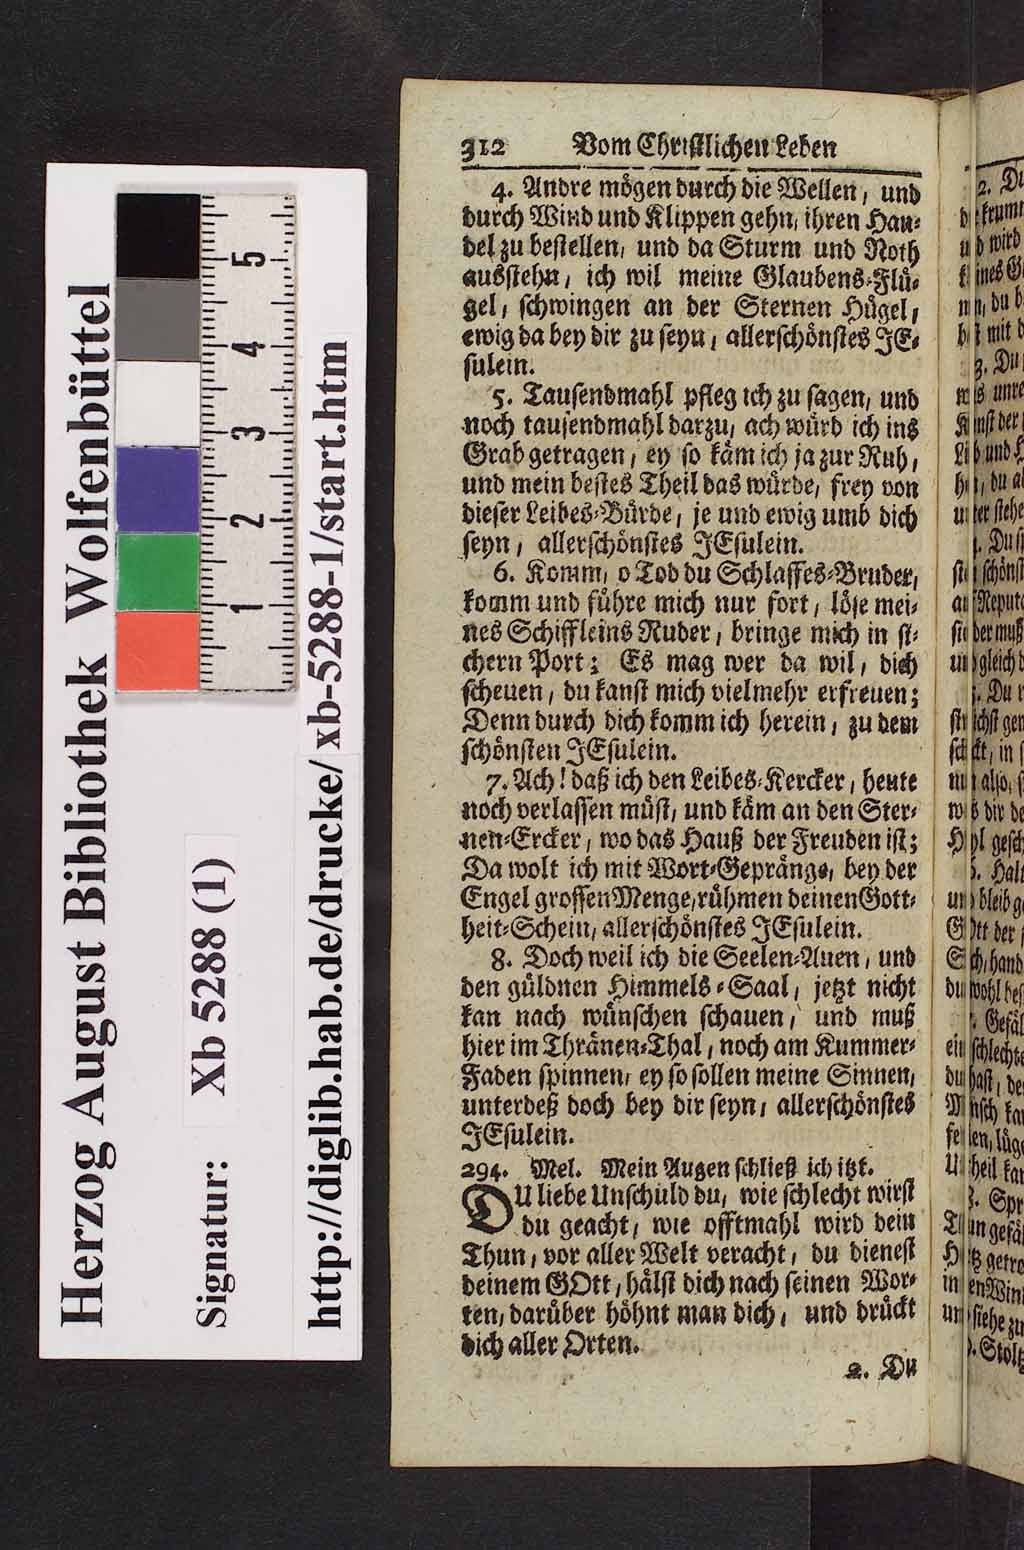 312 Vom Christlichen Leben
4. Andre mögen durch die Wellen, und
durch Wind und Klippen gehn, ihren Han-
del zu bestellen, und da Sturm und Noth
ausstehn, ich wil meine Glaubens-Flü-
gel, schwingen an der Sternen Hügel,
ewig da bey dir zu seyn, allerschönstes JE-
sulein.
5. Tausendmahl pfleg ich zu sagen, und
noch tausendmahl darzu, ach würd ich ins
Grab getragen, ey so käm ich ja zur Ruh,
und mein bestes Theil das würde, frey von
dieser Leibes-Bürde, je und ewig umb dich
seyn, allerschönstes JEsulein.
6. Komm, o Tod du Schlaffes-Bruder,
komm und führe mich nur fort, löse mei-
nes Schiffleins Ruder, bringe mich in si-
chern Port; Es mag wer da wil, dich
scheuen, du kanst mich vielmehr erfreuen;
Denn durch dich komm ich herein, zu dem
schönsten JEsulein.
7. Ach! daß ich den Leibes-Kercker, heute
noch verlassen müst, und käm an den Ster-
nen-Ercker, wo das Hauß der Freuden ist;
Da wolt ich mit Wort-Gepränge, bey der
Engel grossen Menge, rühmen deinen Gott-
heit-Schein, allerschönstes JEsulein.
8. Doch weil ich die Seelen-Auen, und
den güldnen Himmels-Saal, jetzt nicht
kan nach wünschen schauen, und muß
hier im Thränen-Thal, noch am Kummer-
Faden spinnen, ey so sollen meine Sinnen,
unterdeß doch bey dir seyn, allerschönstes
JEsulein.
294. Mel. Mein Augen schließ ich itzt.
DU liebe Unschuld du, wie schlecht wirst
du geacht, wie offtmahl wird dein
Thun, vor aller Welt veracht, du dienest
deinem GOtt, hälst dich nach seinen Wor-
ten, darüber höhnt man dich, und drückt
dich aller Orten.
2. Du
Herzog August Bibliothek Wolfenbüttel
Signatur: Xb 5288 (1)
http://diglib.hab.de/drucke/xb-5288-1/start.htm
5
4
3
2
1